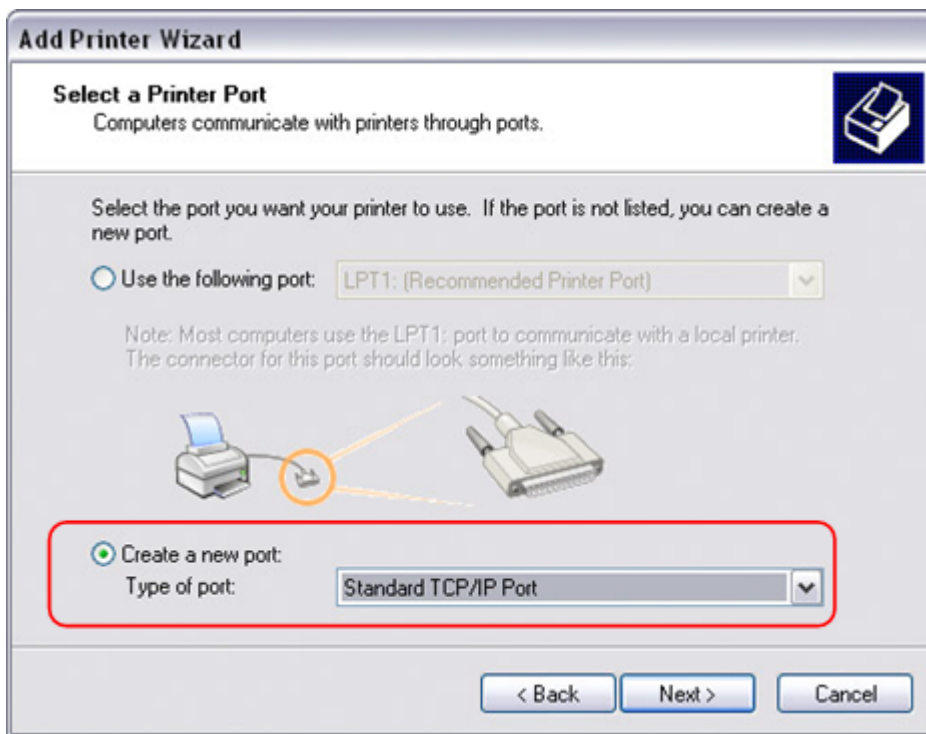 Add Printer Wizard
Select a Printer Port
Computers communicate with printers through ports.
Select the port you want your printer to use.  If the port is not listed, you can create a
new port.
Use the following port: LPT1: (Recommended Printer Port)
Note: Most computers use the LPT1: port to communicate with a local printer.
The connector for this port should look something like this:
Create a new port:
Type of port: Standard TCP/IP Port
< Back Next > Cancel